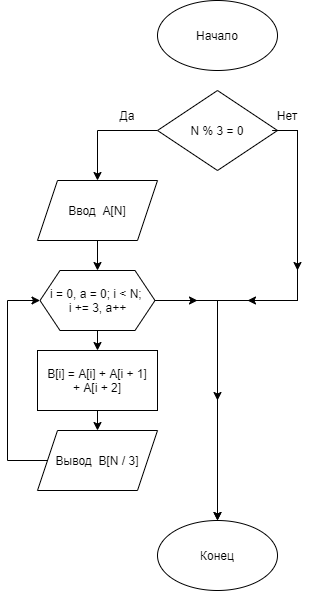 Начало
N % 3 = 0
Да
Нет
Ввод A[N]
i = 0, a = 0; i < N;
i += 3, a++
B[i] = A[i] + A[i + 1]
+ A[i + 2]
Вывод B[N / 3]
Конец